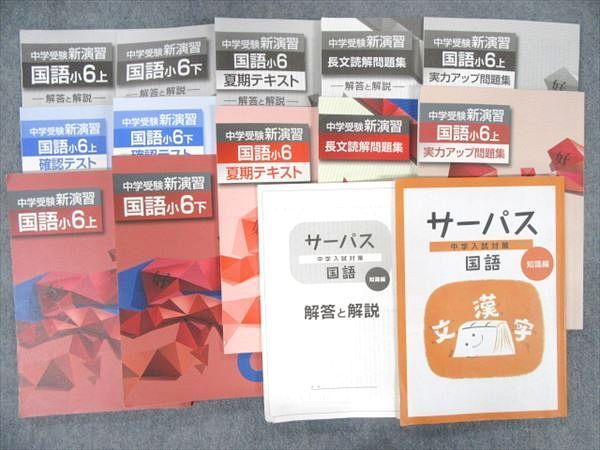 中学受験 新演習
国語小6上
解答と解説
中学受験 新演習
国語小6下
解答と解説
中学受験 新演習
国語小6
夏期テキスト
解答と解説
中学受験 新演習
長文読解問題集
解答と解説
中学受験 新演習
国語小6上
実力アップ問題集
解答と解説
中学受験 新演習
国語小6上
確認テスト
中学受験 新演習
国語小6下
確認テスト
中学受験 新演習
国語小6
夏期テキスト
中学受験 新演習
長文読解問題集
中学受験 新演習
国語小6上
実力アップ問題集
中学受験 新演習
国語小6上
中学受験 新演習
国語小6下
サーパス
中学入試対策
国語
知識編
解答と解説
サーパス
中学入試対策
国語
知識編
文漢字